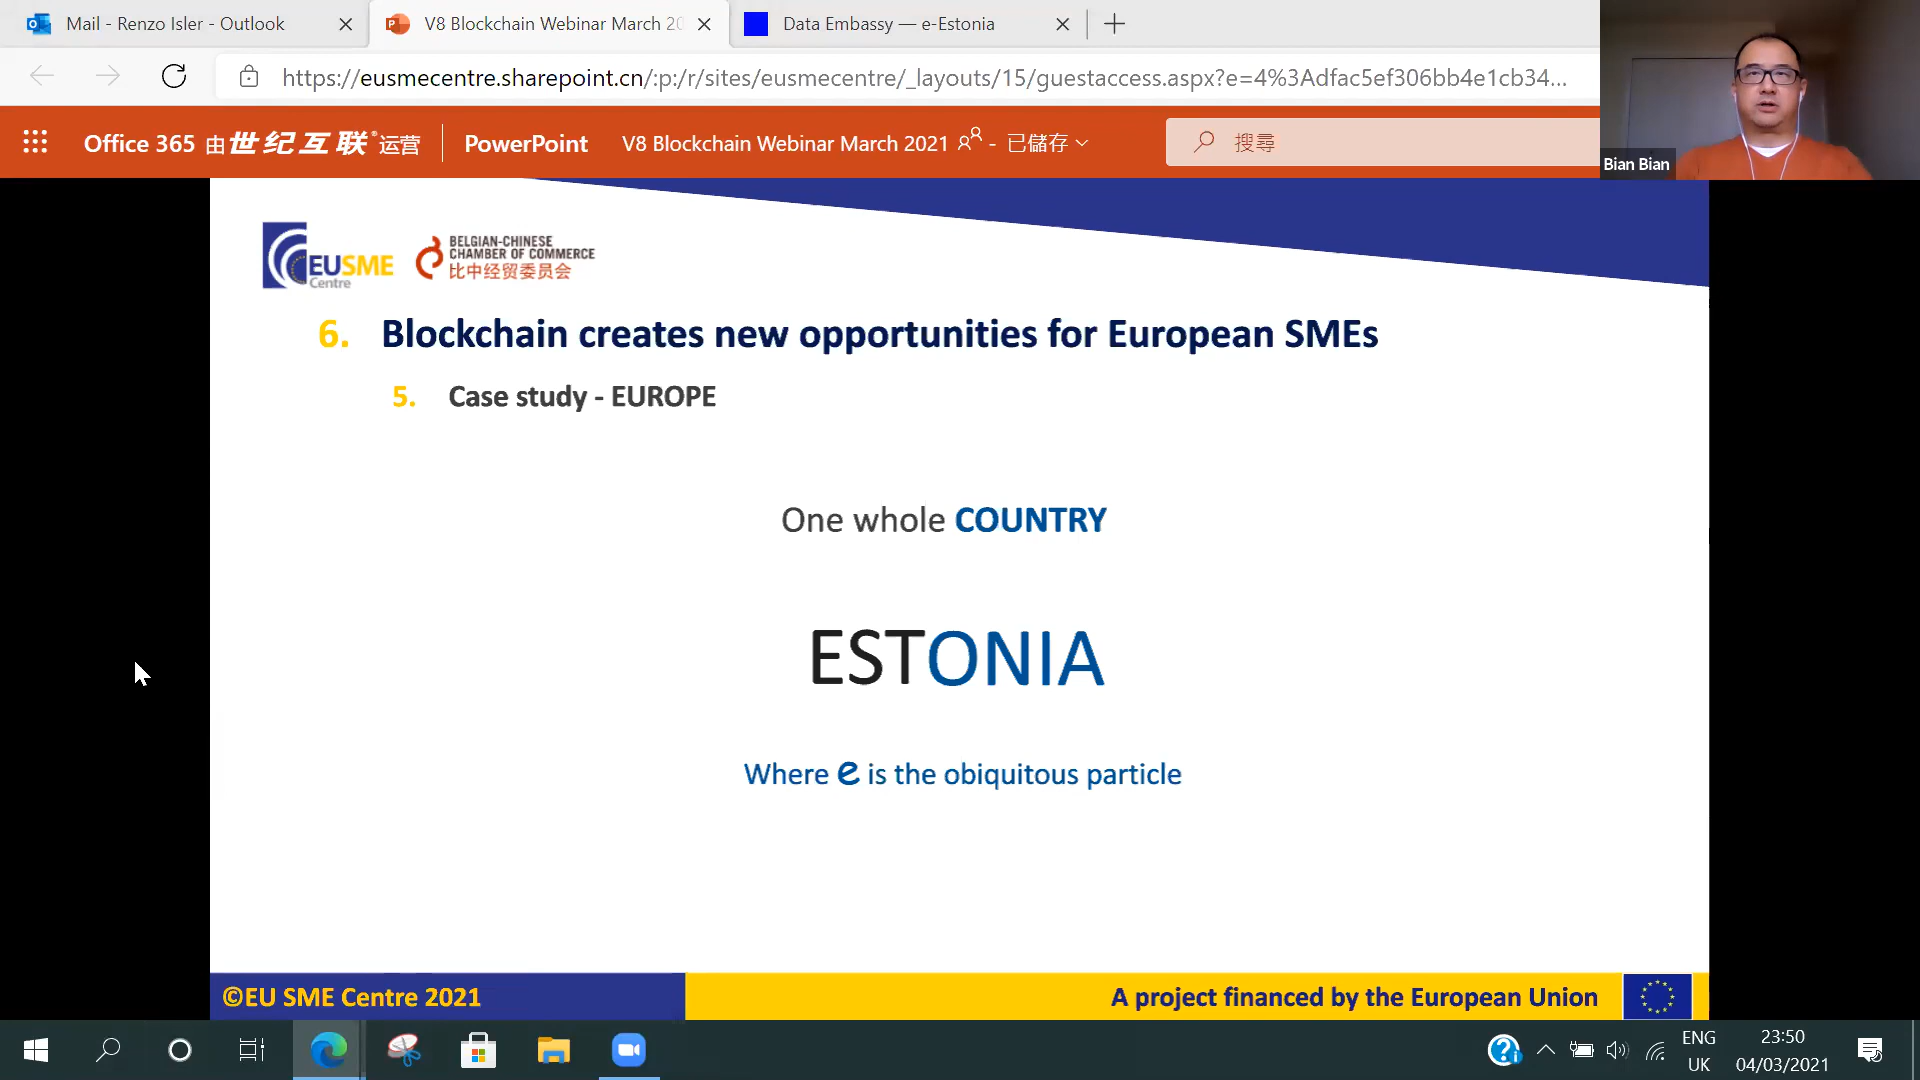 Mail - Renzo Isler - Outlook
V8 Blockchain Webinar March 20
Data Embassy — e-Estonia
https://eusmecentre.sharepoint.cn/:p:/r/sites/eusmecentre/_layouts/15/guestaccess.aspx?e=4%3Adfac5ef306bb4e1cb34...
Office 365 由世纪互联®运营
PowerPoint
V8 Blockchain Webinar March 2021 - 已儲存
搜尋
Bian Bian
EUSME
Centre
BELGIAN-CHINESE
CHAMBER OF COMMERCE
比中经贸委员会
6. Blockchain creates new opportunities for European SMEs
5. Case study - EUROPE
One whole COUNTRY
ESTONIA
Where e is the obiquitous particle
©EU SME Centre 2021
A project financed by the European Union
ENG
UK
23:50
04/03/2021